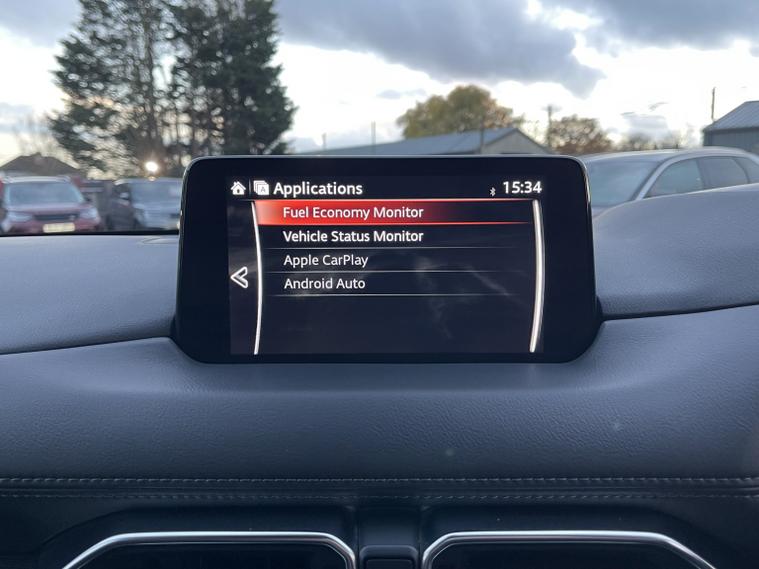 Applications 15:34
Fuel Economy Monitor
Vehicle Status Monitor
Apple CarPlay
Android Auto